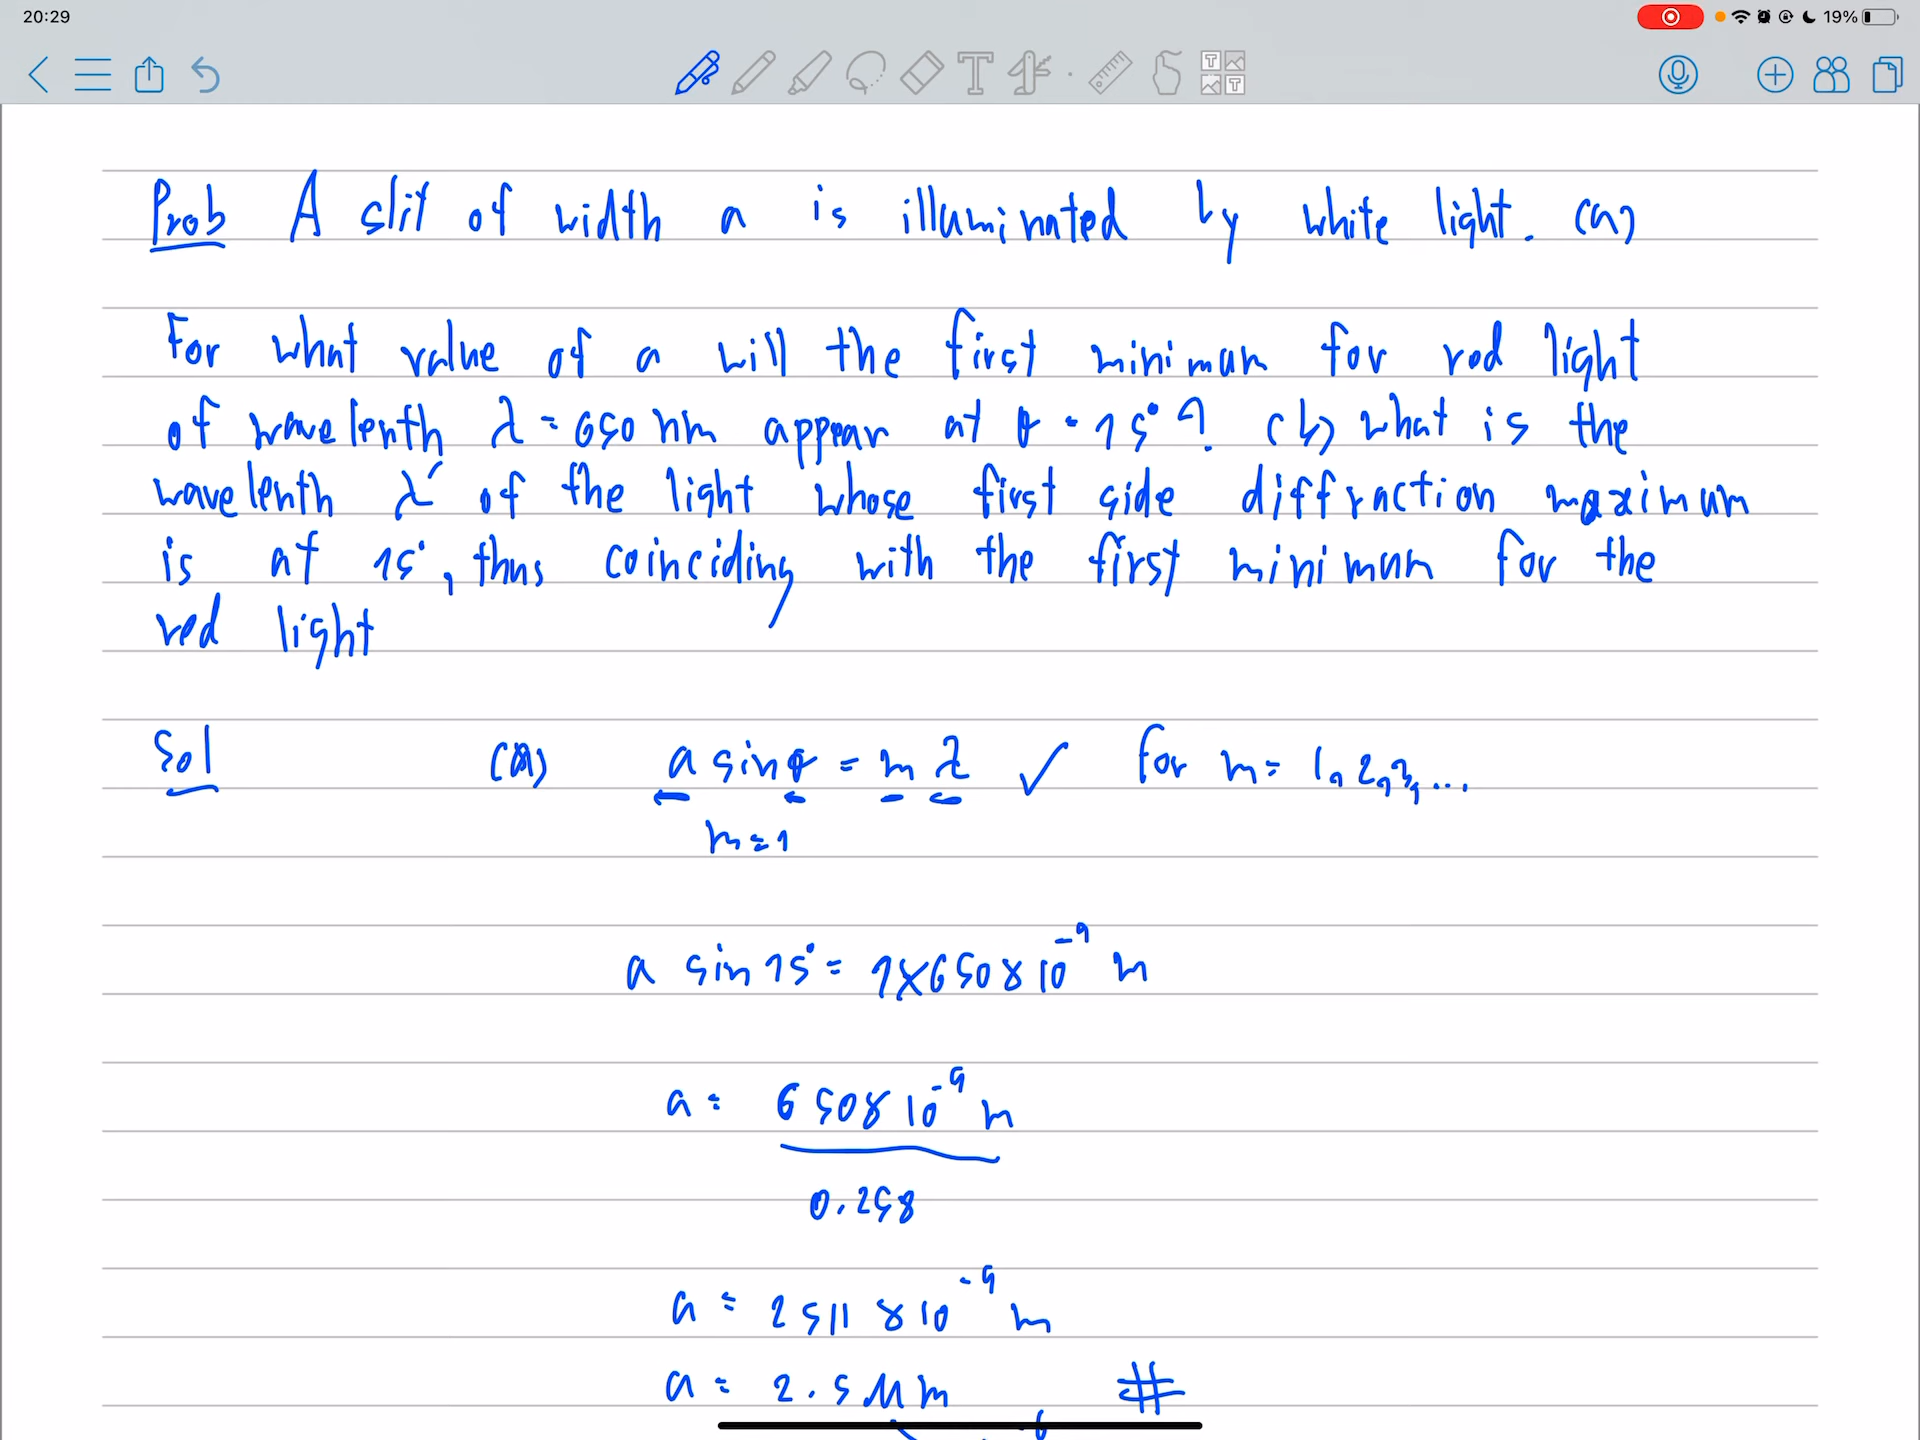 20:29
19%
Prob A slit of width a is illuminated by white light. (a)
For what value of a will the first minimum for red light
of wavelenth λ = 650 nm appear at θ = 15° ? (b) what is the
wavelenth λ' of the light whose first side diffraction maximum
is at 15°, thus coinciding with the first minimum for the
red light
Sol (a) a sinθ = m λ ✓ for m = 1, 2, 3, ...
m = 1
a sin 15° = 1 × 650 × 10⁻⁹ m
a = 650 × 10⁻⁹ m
0.258
a = 2511 × 10⁻⁹ m
a = 2.5 μm #